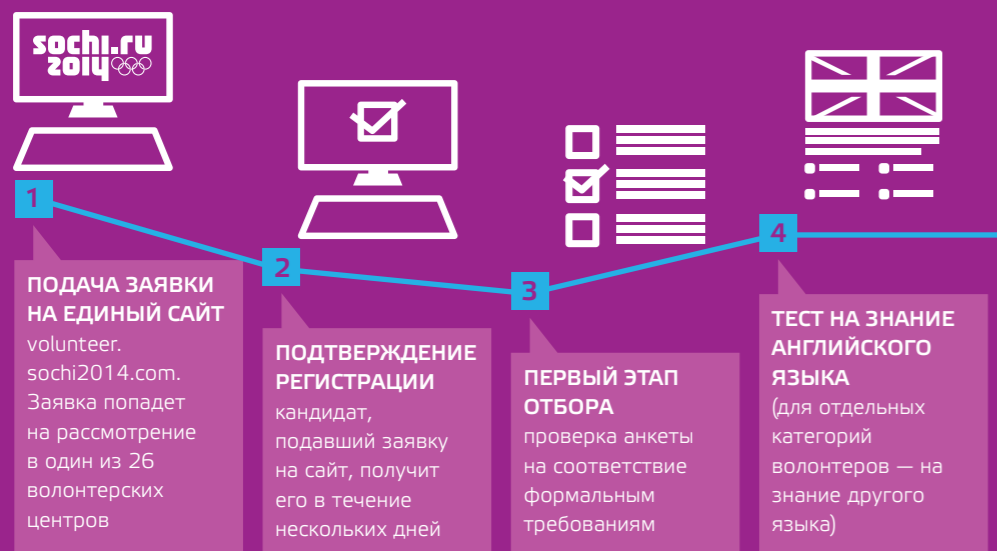 sochi.ru
2014
1
ПОДАЧА ЗАЯВКИ
НА ЕДИНЫЙ САЙТ
volunteer.
sochi2014.com.
Заявка попадет
на рассмотрение
в один из 26
волонтерских
центров
2
ПОДТВЕРЖДЕНИЕ
РЕГИСТРАЦИИ
кандидат,
подавший заявку
на сайт, получит
его в течение
нескольких дней
3
ПЕРВЫЙ ЭТАП
ОТБОРА
проверка анкеты
на соответствие
формальным
требованиям
4
ТЕСТ НА ЗНАНИЕ
АНГЛИЙСКОГО
ЯЗЫКА
(для отдельных
категорий
волонтеров — на
знание другого
языка)